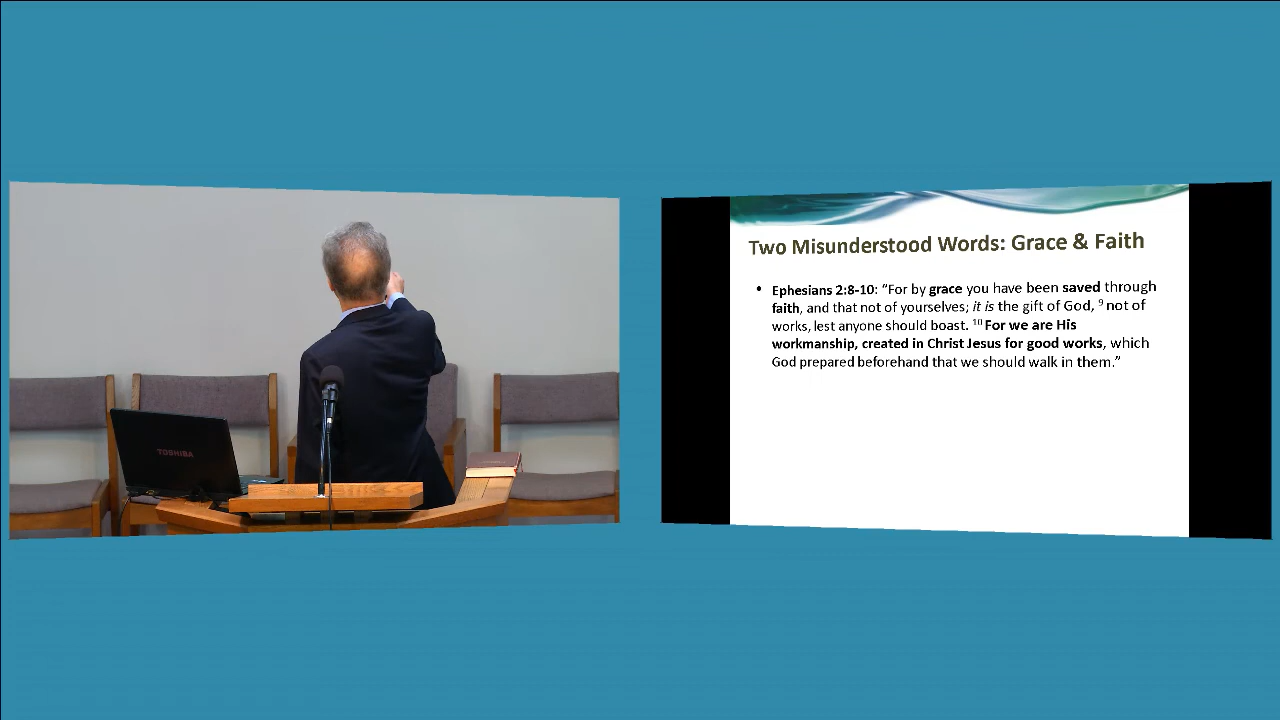 TOSHIBA
Two Misunderstood Words: Grace & Faith
• Ephesians 2:8-10: “For by grace you have been saved through
faith, and that not of yourselves; it is the gift of God, ⁹ not of
works, lest anyone should boast. ¹⁰ For we are His
workmanship, created in Christ Jesus for good works, which
God prepared beforehand that we should walk in them.”